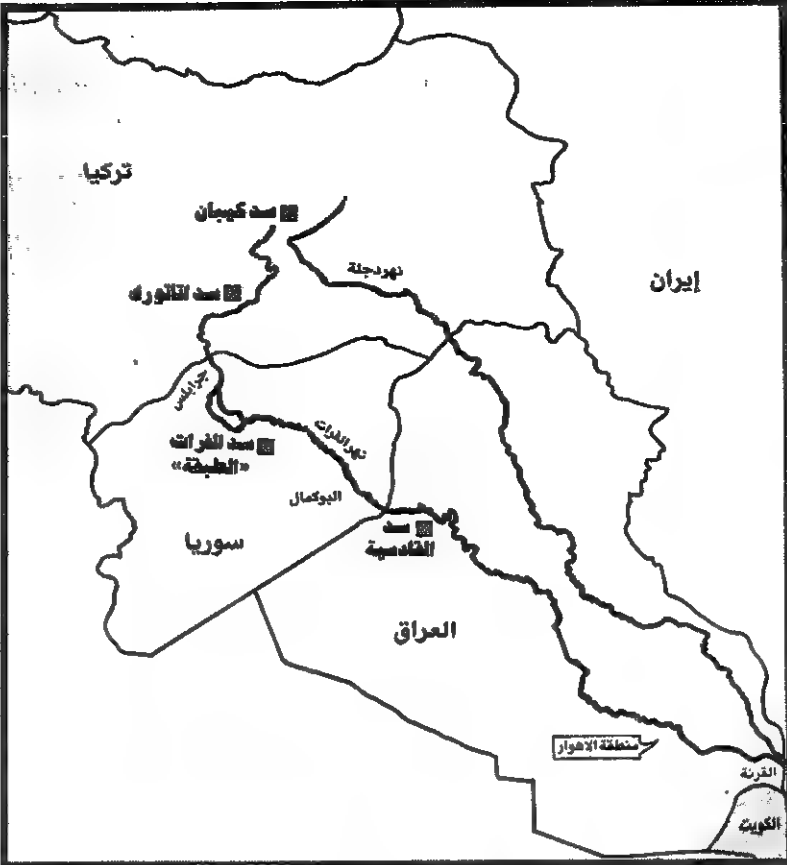 تركيا
سد كيبان
نهر دجلة
إيران
سد اتاتورك
جرابلس
نهر الفرات
سد الفرات
«الطبقة»
البوكمال
سوريا
سد
القادسية
العراق
منطقة الاهوار
القرنة
الكويت